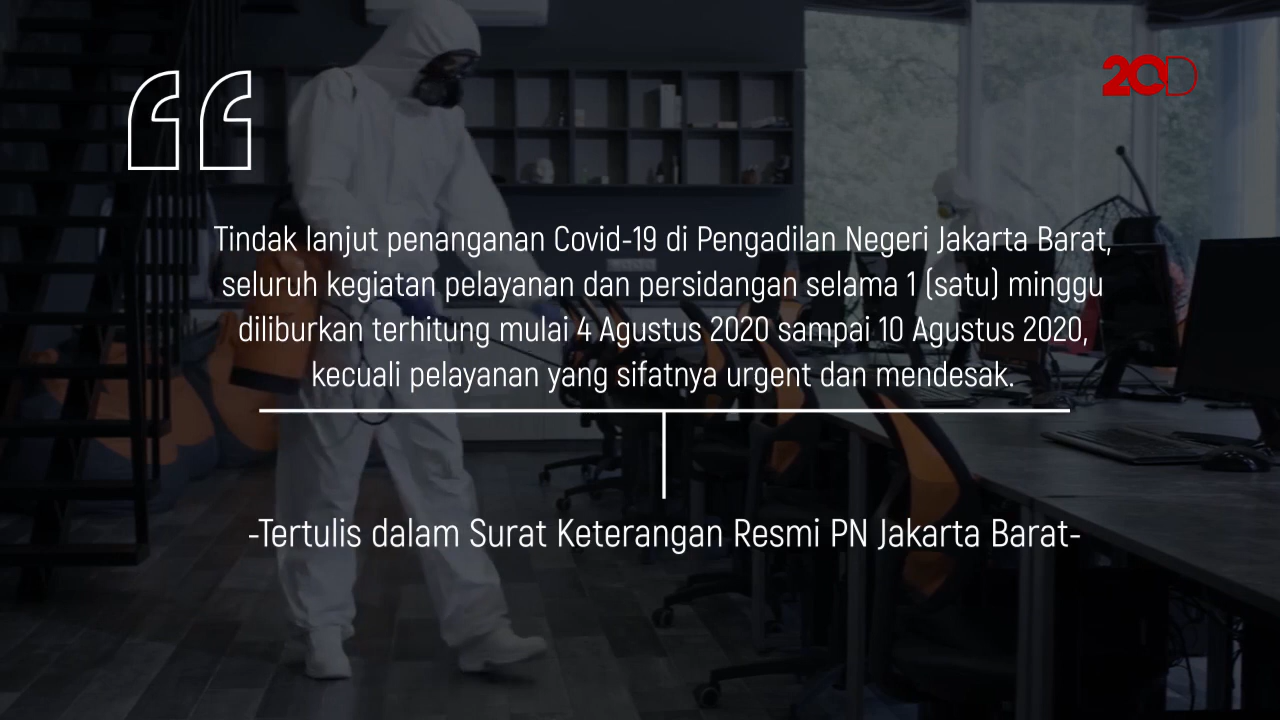 20D
Tindak lanjut penanganan Covid-19 di Pengadilan Negeri Jakarta Barat,
seluruh kegiatan pelayanan dan persidangan selama 1 (satu) minggu
diliburkan terhitung mulai 4 Agustus 2020 sampai 10 Agustus 2020,
kecuali pelayanan yang sifatnya urgent dan mendesak.
-Tertulis dalam Surat Keterangan Resmi PN Jakarta Barat-